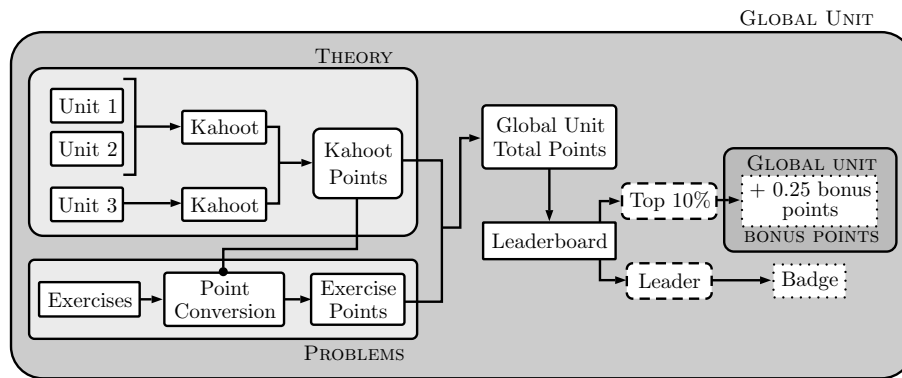 GLOBAL UNIT
THEORY
Unit 1
Unit 2
Unit 3
Kahoot
Kahoot
Kahoot
Points
Exercises
Point
Conversion
Exercise
Points
PROBLEMS
Global Unit
Total Points
Leaderboard
Top 10%
Leader
GLOBAL UNIT
+ 0.25 bonus
points
BONUS POINTS
Badge